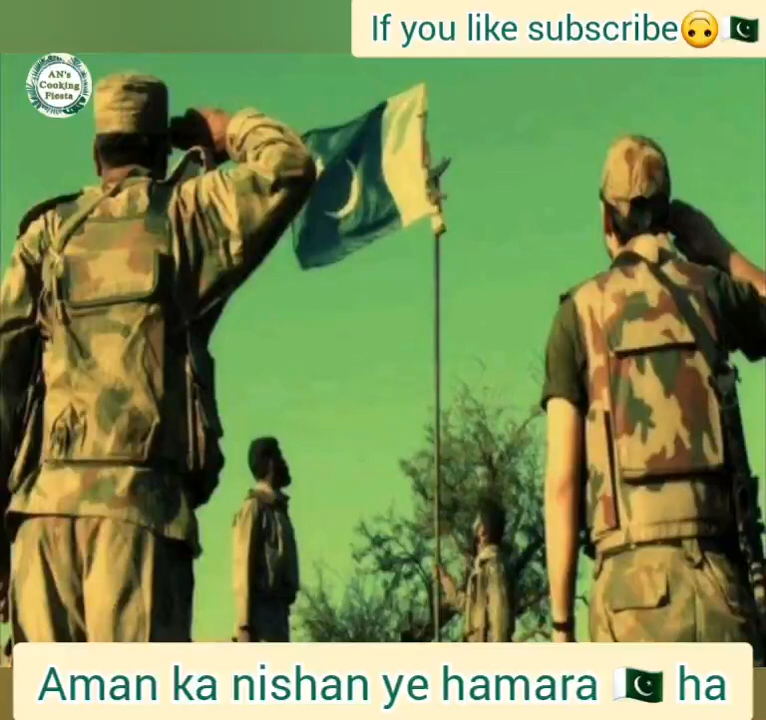 If you like subscribe🙃🇵🇰
AN's
Cooking
Fiesta
Aman ka nishan ye hamara 🇵🇰 ha